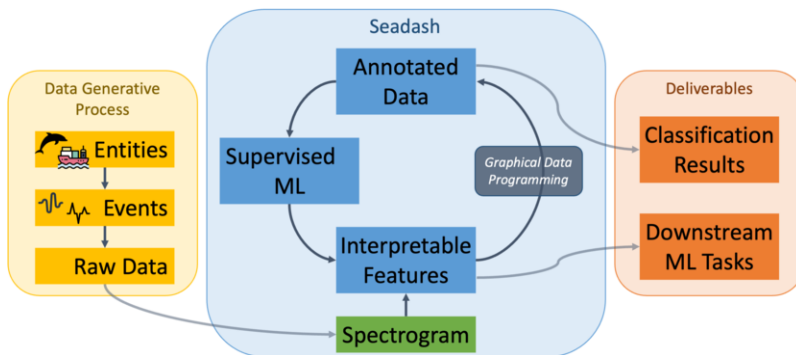 Seadash
Data Generative
Process
Entities
Events
Raw Data
Annotated
Data
Supervised
ML
Graphical Data
Programming
Interpretable
Features
Spectrogram
Deliverables
Classification
Results
Downstream
ML Tasks